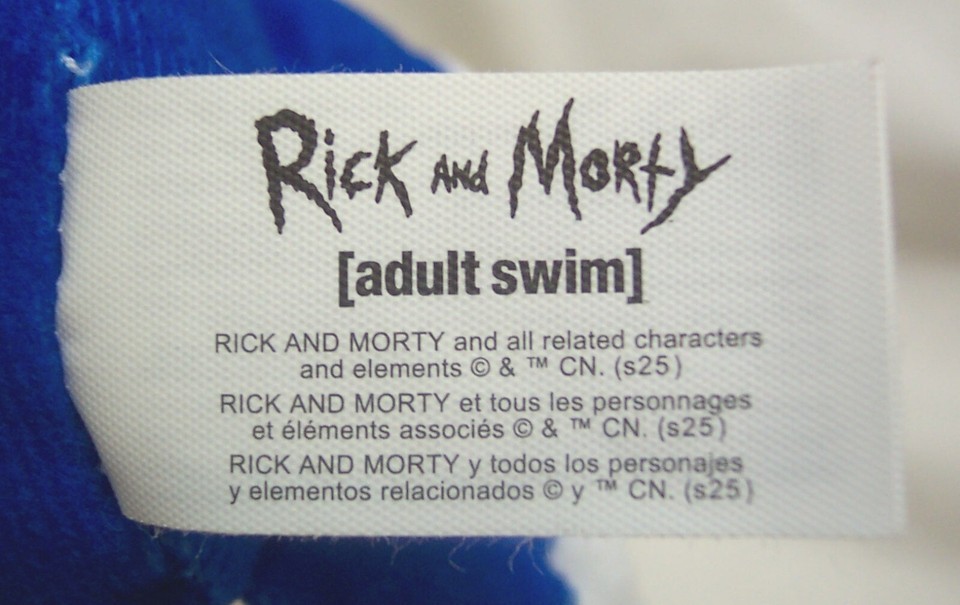 Rick and Morty
[adult swim]
RICK AND MORTY and all related characters
and elements © & ™ CN. (s25)
RICK AND MORTY et tous les personnages
et éléments associés © & ™ CN. (s25)
RICK AND MORTY y todos los personajes
y elementos relacionados © y ™ CN. (s25)